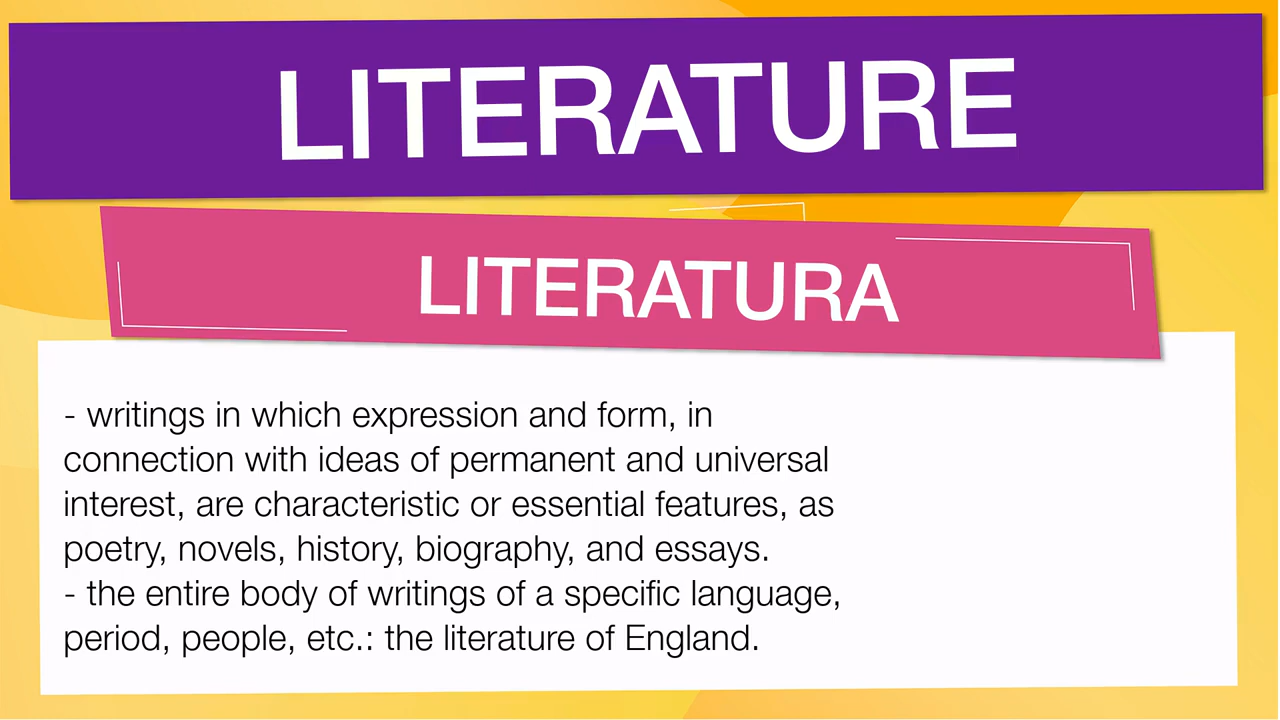 LITERATURE
LITERATURA
- writings in which expression and form, in
connection with ideas of permanent and universal
interest, are characteristic or essential features, as
poetry, novels, history, biography, and essays.
- the entire body of writings of a specific language,
period, people, etc.: the literature of England.